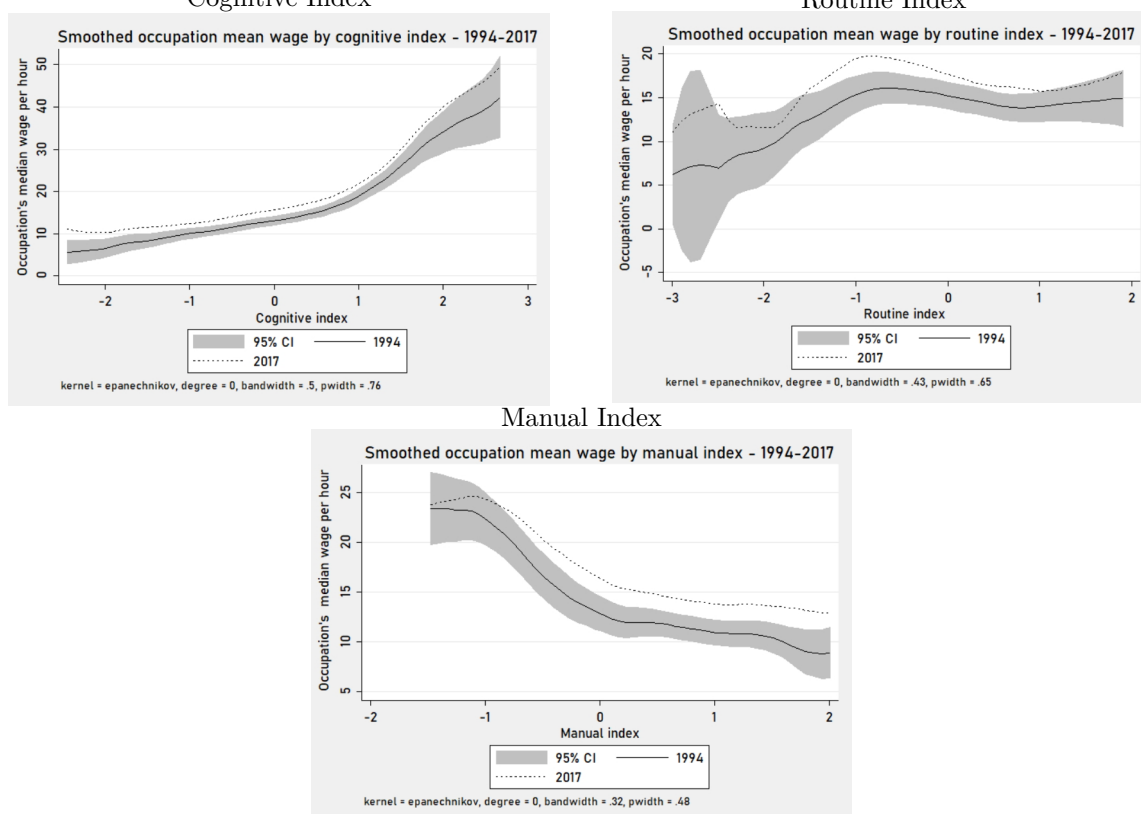 Cognitive Index
Smoothed occupation mean wage by cognitive index - 1994-2017
Occupation's median wage per hour
50
40
30
20
10
0
-2 -1 0 1 2 3
Cognitive index
95% CI 1994
2017
kernel = epanechnikov, degree = 0, bandwidth = .5, pwidth = .76
Routine Index
Smoothed occupation mean wage by routine index - 1994-2017
Occupation's median wage per hour
20
15
10
5
0
-5
-3 -2 -1 0 1 2
Routine index
95% CI 1994
2017
kernel = epanechnikov, degree = 0, bandwidth = .43, pwidth = .65
Manual Index
Smoothed occupation mean wage by manual index - 1994-2017
Occupation's median wage per hour
25
20
15
10
5
-2 -1 0 1 2
Manual index
95% CI 1994
2017
kernel = epanechnikov, degree = 0, bandwidth = .32, pwidth = .48